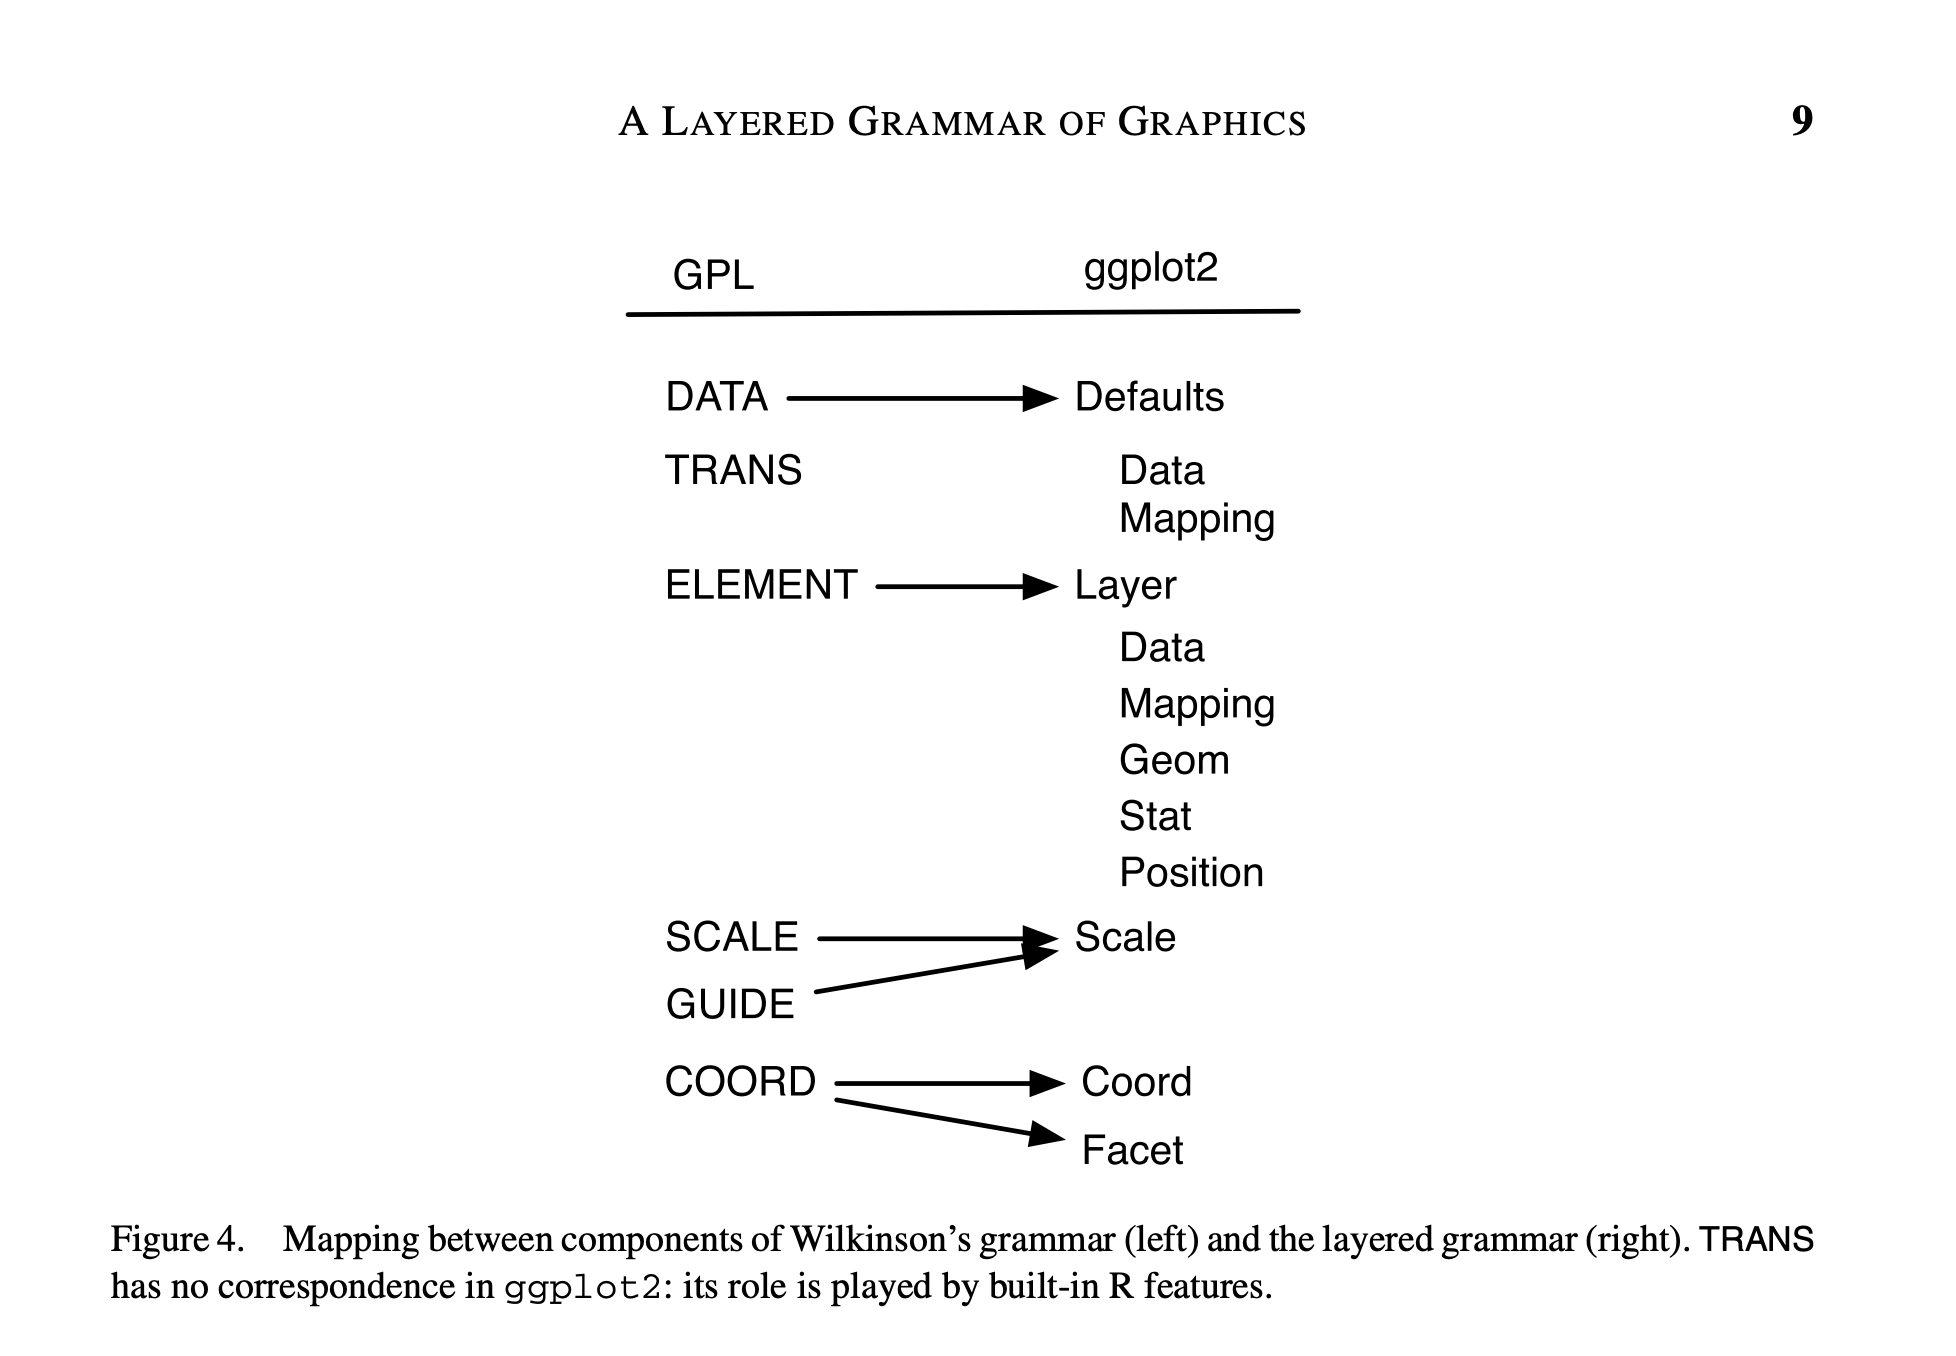 A LAYERED GRAMMAR OF GRAPHICS 9
GPL ggplot2
DATA Defaults
TRANS Data
Mapping
ELEMENT Layer
Data
Mapping
Geom
Stat
Position
SCALE Scale
GUIDE
COORD Coord
Facet
Figure 4. Mapping between components of Wilkinson’s grammar (left) and the layered grammar (right). TRANS
has no correspondence in ggplot2: its role is played by built-in R features.